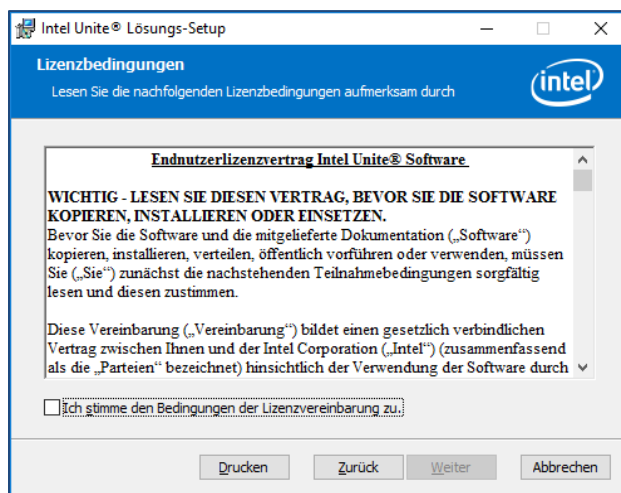 Intel Unite® Lösungs-Setup
Lizenzbedingungen
Lesen Sie die nachfolgenden Lizenzbedingungen aufmerksam durch
intel
Endnutzerlizenzvertrag Intel Unite® Software
WICHTIG - LESEN SIE DIESEN VERTRAG, BEVOR SIE DIE SOFTWARE
KOPIEREN, INSTALLIEREN ODER EINSETZEN.
Bevor Sie die Software und die mitgelieferte Dokumentation („Software“)
kopieren, installieren, verteilen, öffentlich vorführen oder verwenden, müssen
Sie („Sie“) zunächst die nachstehenden Teilnahmebedingungen sorgfältig
lesen und diesen zustimmen.
Diese Vereinbarung („Vereinbarung“) bildet einen gesetzlich verbindlichen
Vertrag zwischen Ihnen und der Intel Corporation („Intel“) (zusammenfassend
als die „Parteien“ bezeichnet) hinsichtlich der Verwendung der Software durch
Ich stimme den Bedingungen der Lizenzvereinbarung zu.
Drucken Zurück Weiter Abbrechen